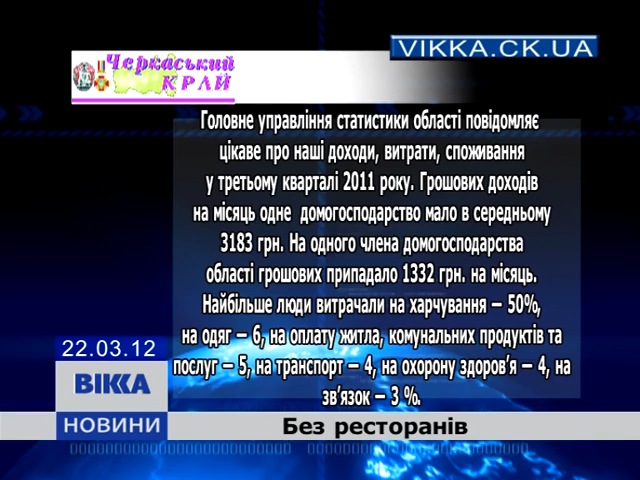 VIKKA.CK.UA
Черкаський
КРАЙ
Головне управління статистики області повідомляє
цікаве про наші доходи, витрати, споживання
у третьому кварталі 2011 року. Грошових доходів
на місяць одне домогосподарство мало в середньому
3183 грн. На одного члена домогосподарства
області грошових припадало 1332 грн. на місяць.
Найбільше люди витрачали на харчування – 50%,
на одяг – 6, на оплату житла, комунальних продуктів та
послуг – 5, на транспорт – 4, на охорону здоров’я – 4, на
зв’язок – 3 %.
22.03.12
ВІККА
НОВИНИ
Без ресторанів